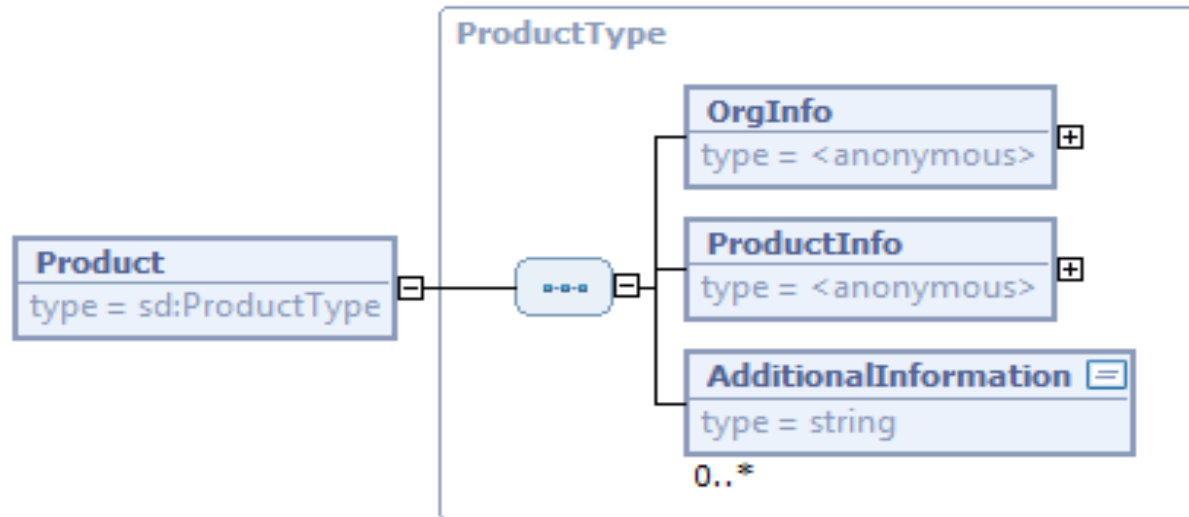 ProductType
OrgInfo
type = <anonymous>
ProductInfo
type = <anonymous>
Product
type = sd:ProductType
AdditionalInformation
type = string
0..*